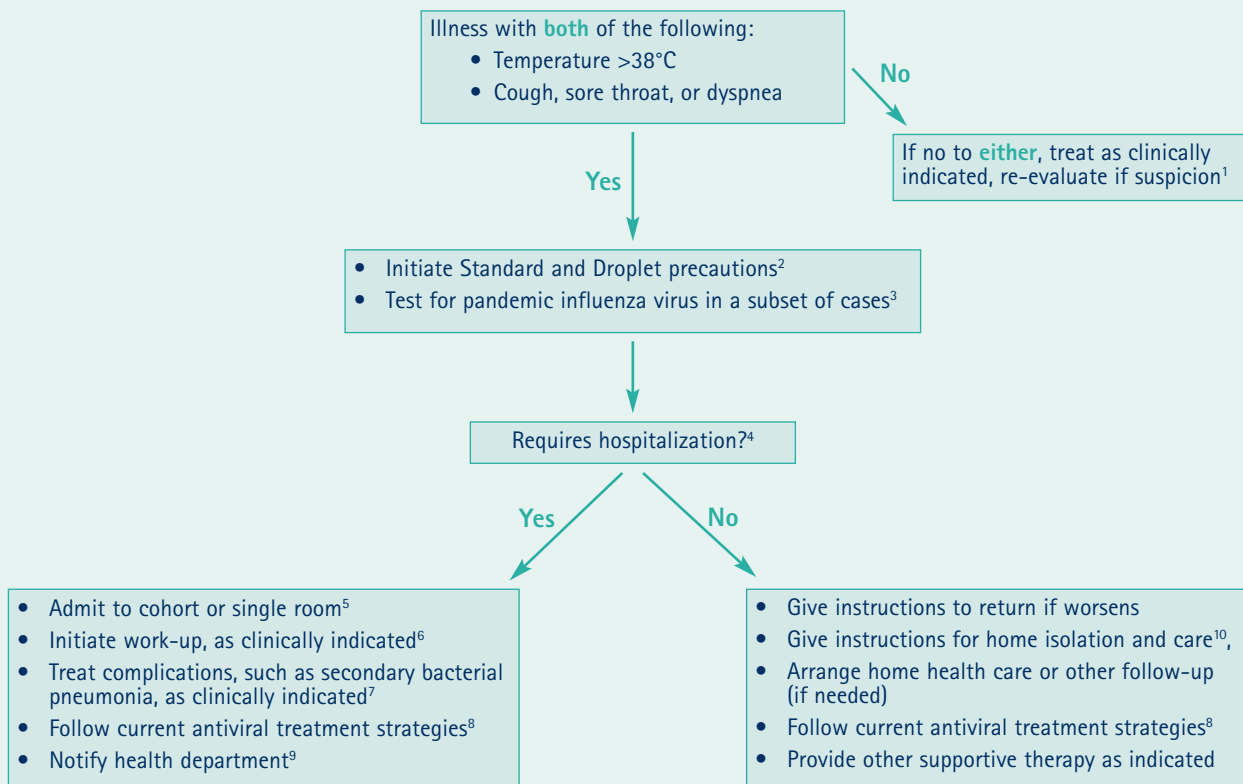 Illness with both of the following:
• Temperature >38°C
• Cough, sore throat, or dyspnea
No
If no to either, treat as clinically
indicated, re-evaluate if suspicion¹
Yes
• Initiate Standard and Droplet precautions²
• Test for pandemic influenza virus in a subset of cases³
Requires hospitalization?⁴
Yes
No
• Admit to cohort or single room⁵
• Initiate work-up, as clinically indicated⁶
• Treat complications, such as secondary bacterial
pneumonia, as clinically indicated⁷
• Follow current antiviral treatment strategies⁸
• Notify health department⁹
• Give instructions to return if worsens
• Give instructions for home isolation and care¹⁰,
• Arrange home health care or other follow-up
(if needed)
• Follow current antiviral treatment strategies⁸
• Provide other supportive therapy as indicated